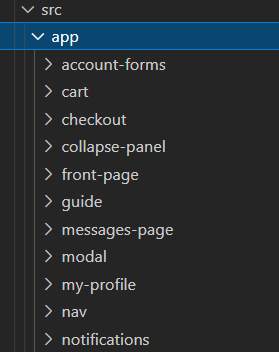 src
app
account-forms
cart
checkout
collapse-panel
front-page
guide
messages-page
modal
my-profile
nav
notifications